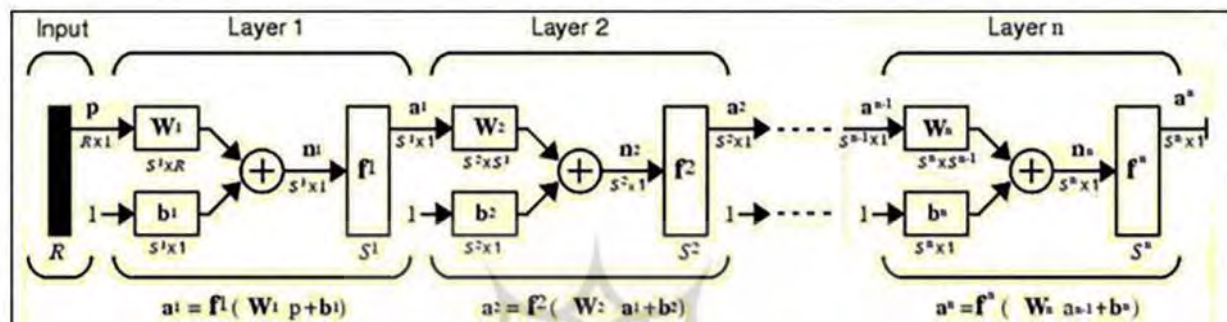 Input Layer 1 Layer 2 Layer n
p a¹ a² aⁿ⁻¹ aⁿ
W₁ W₂ Wₙ
R×1 S¹×1 S²×1 Sⁿ⁻¹×1 Sⁿ×1
S¹×R n¹ S²×S¹ n₂ Sⁿ×Sⁿ⁻¹ nₙ
+ f¹ + f² + fⁿ
S¹×1 S²×1 Sⁿ×1
1 b¹ 1 b² 1 1 bₙ
R S¹×1 S¹ S²×1 S² Sⁿ×1 Sⁿ
a¹ = f¹( W₁ p+b¹) a² = f²( W₂ a¹+b²) aⁿ=fⁿ ( Wₙ aₙ₋₁+bⁿ)